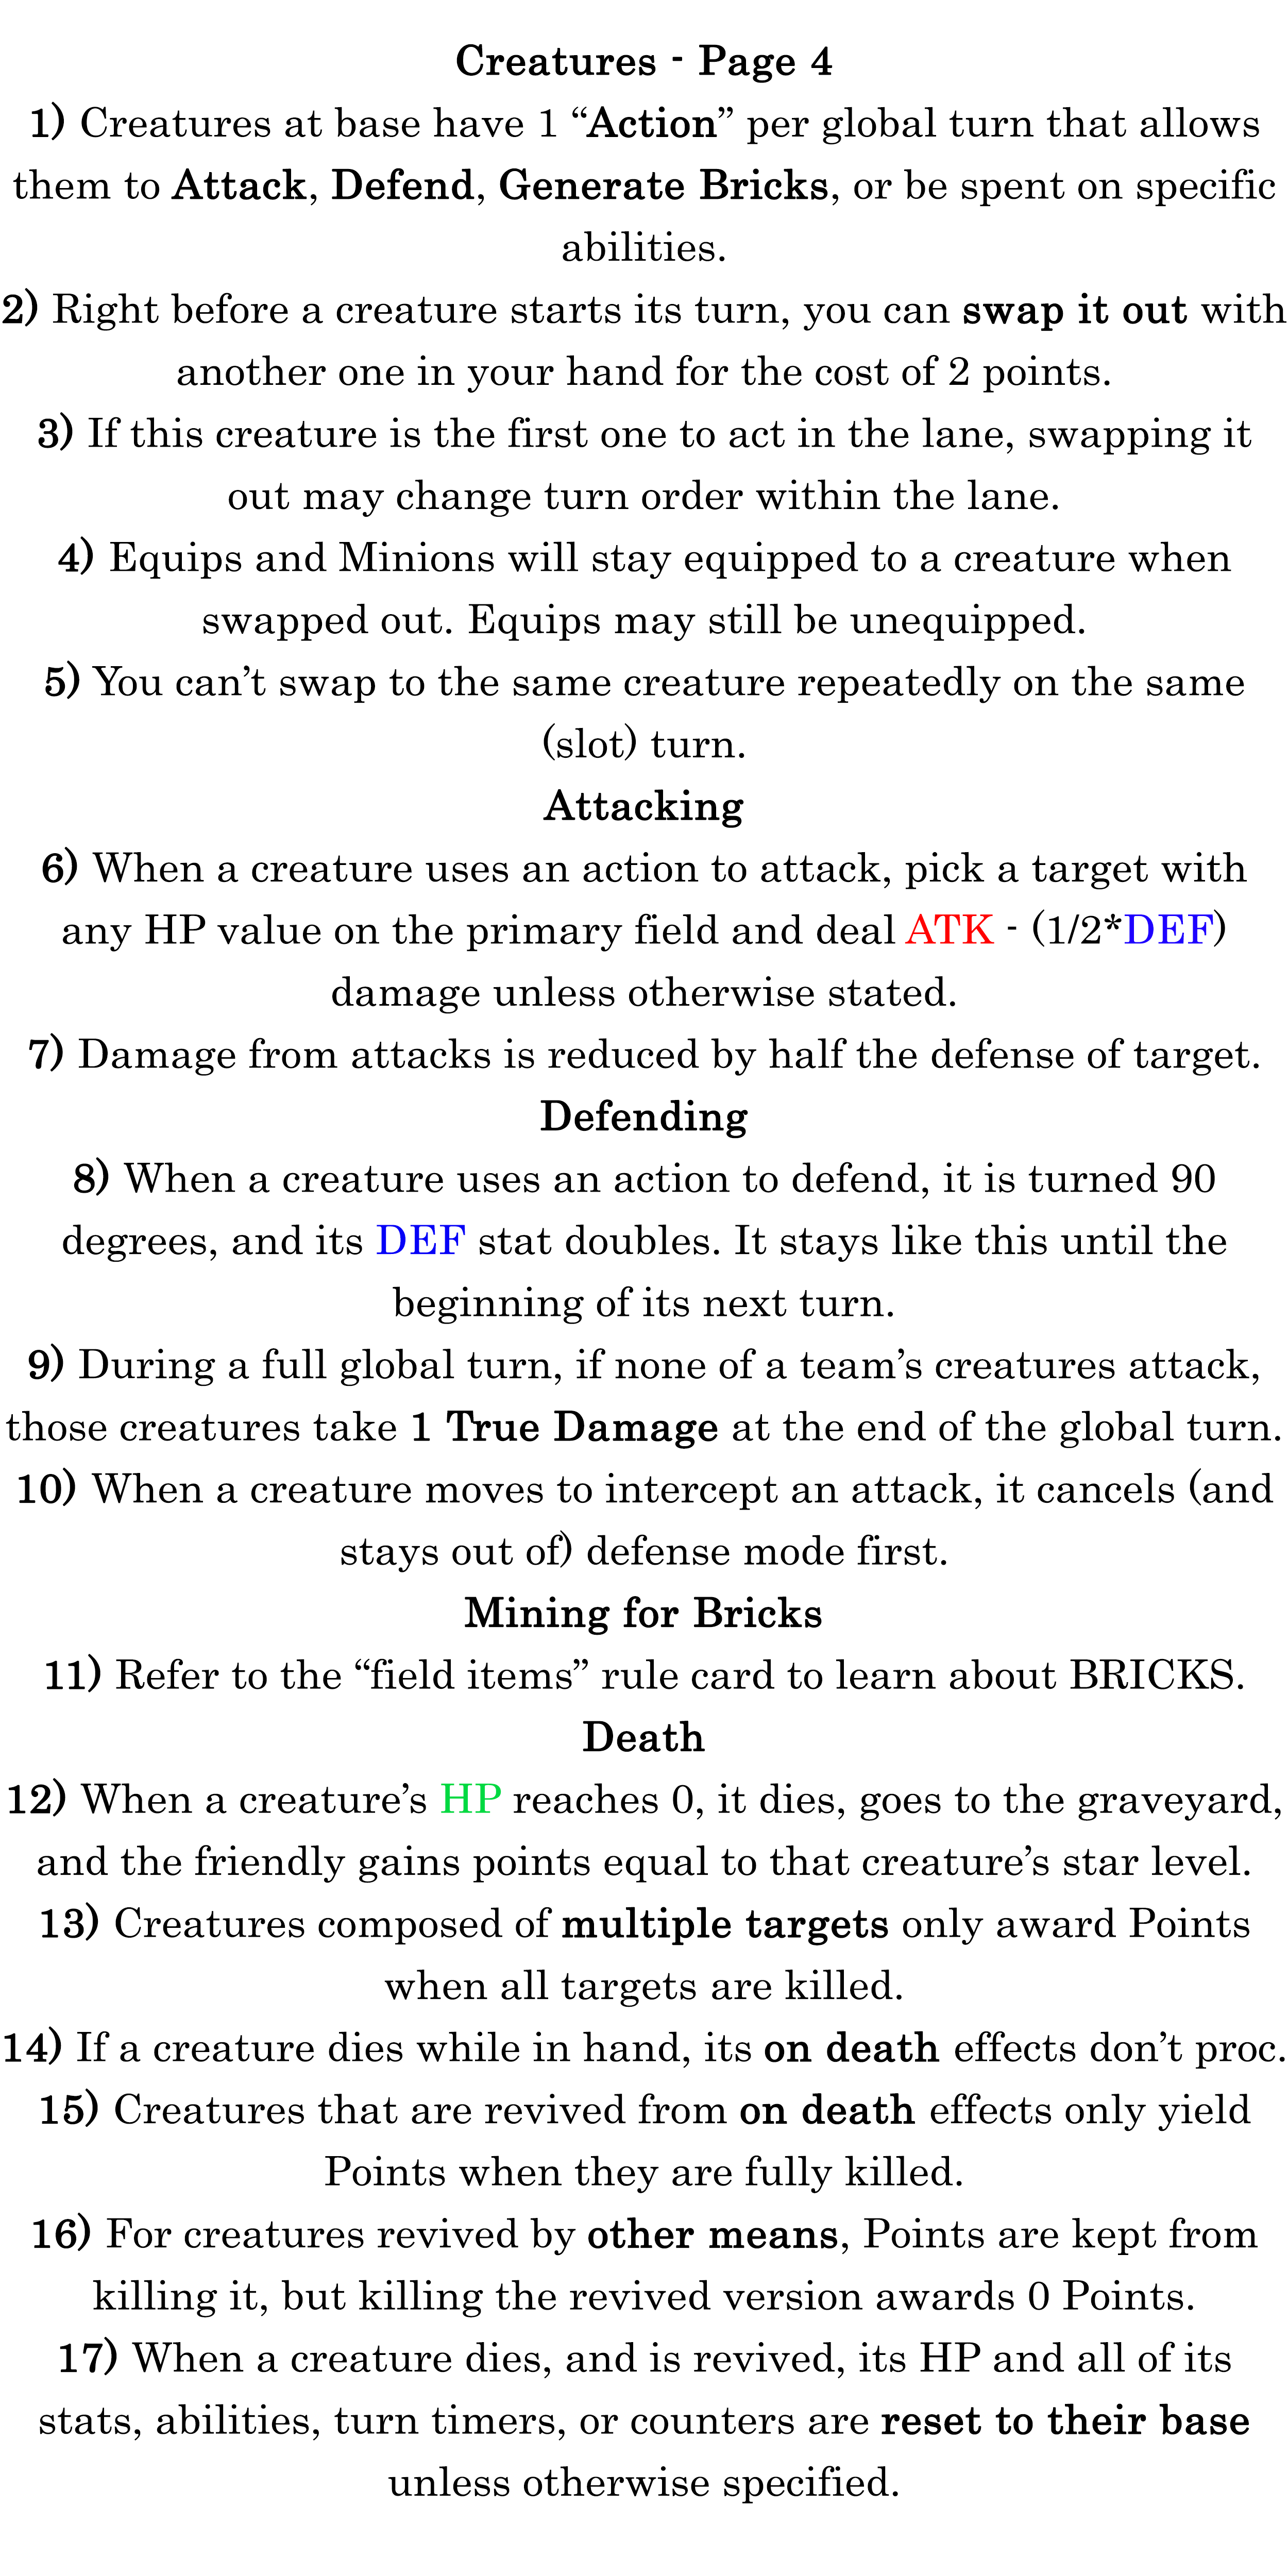 Creatures - Page 4
1) Creatures at base have 1 “Action” per global turn that allows
them to Attack, Defend, Generate Bricks, or be spent on specific
abilities.
2) Right before a creature starts its turn, you can swap it out with
another one in your hand for the cost of 2 points.
3) If this creature is the first one to act in the lane, swapping it
out may change turn order within the lane.
4) Equips and Minions will stay equipped to a creature when
swapped out. Equips may still be unequipped.
5) You can’t swap to the same creature repeatedly on the same
(slot) turn.
Attacking
6) When a creature uses an action to attack, pick a target with
any HP value on the primary field and deal ATK - (1/2*DEF)
damage unless otherwise stated.
7) Damage from attacks is reduced by half the defense of target.
Defending
8) When a creature uses an action to defend, it is turned 90
degrees, and its DEF stat doubles. It stays like this until the
beginning of its next turn.
9) During a full global turn, if none of a team’s creatures attack,
those creatures take 1 True Damage at the end of the global turn.
10) When a creature moves to intercept an attack, it cancels (and
stays out of) defense mode first.
Mining for Bricks
11) Refer to the “field items” rule card to learn about BRICKS.
Death
12) When a creature’s HP reaches 0, it dies, goes to the graveyard,
and the friendly gains points equal to that creature’s star level.
13) Creatures composed of multiple targets only award Points
when all targets are killed.
14) If a creature dies while in hand, its on death effects don’t proc.
15) Creatures that are revived from on death effects only yield
Points when they are fully killed.
16) For creatures revived by other means, Points are kept from
killing it, but killing the revived version awards 0 Points.
17) When a creature dies, and is revived, its HP and all of its
stats, abilities, turn timers, or counters are reset to their base
unless otherwise specified.